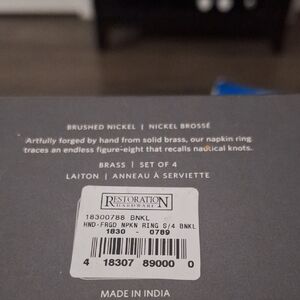 BRUSHED NICKEL | NICKEL BROSSÉ
Artfully forged by hand from solid brass, our napkin ring
traces an endless figure-eight that recalls nautical knots.
BRASS | SET OF 4
LAITON | ANNEAU À SERVIETTE
RESTORATION
HARDWARE
18300788 BNKL
HND-FRGD NPKN RING S/4 BNKL
1830 - 0789
4 18307 89000 0
MADE IN INDIA